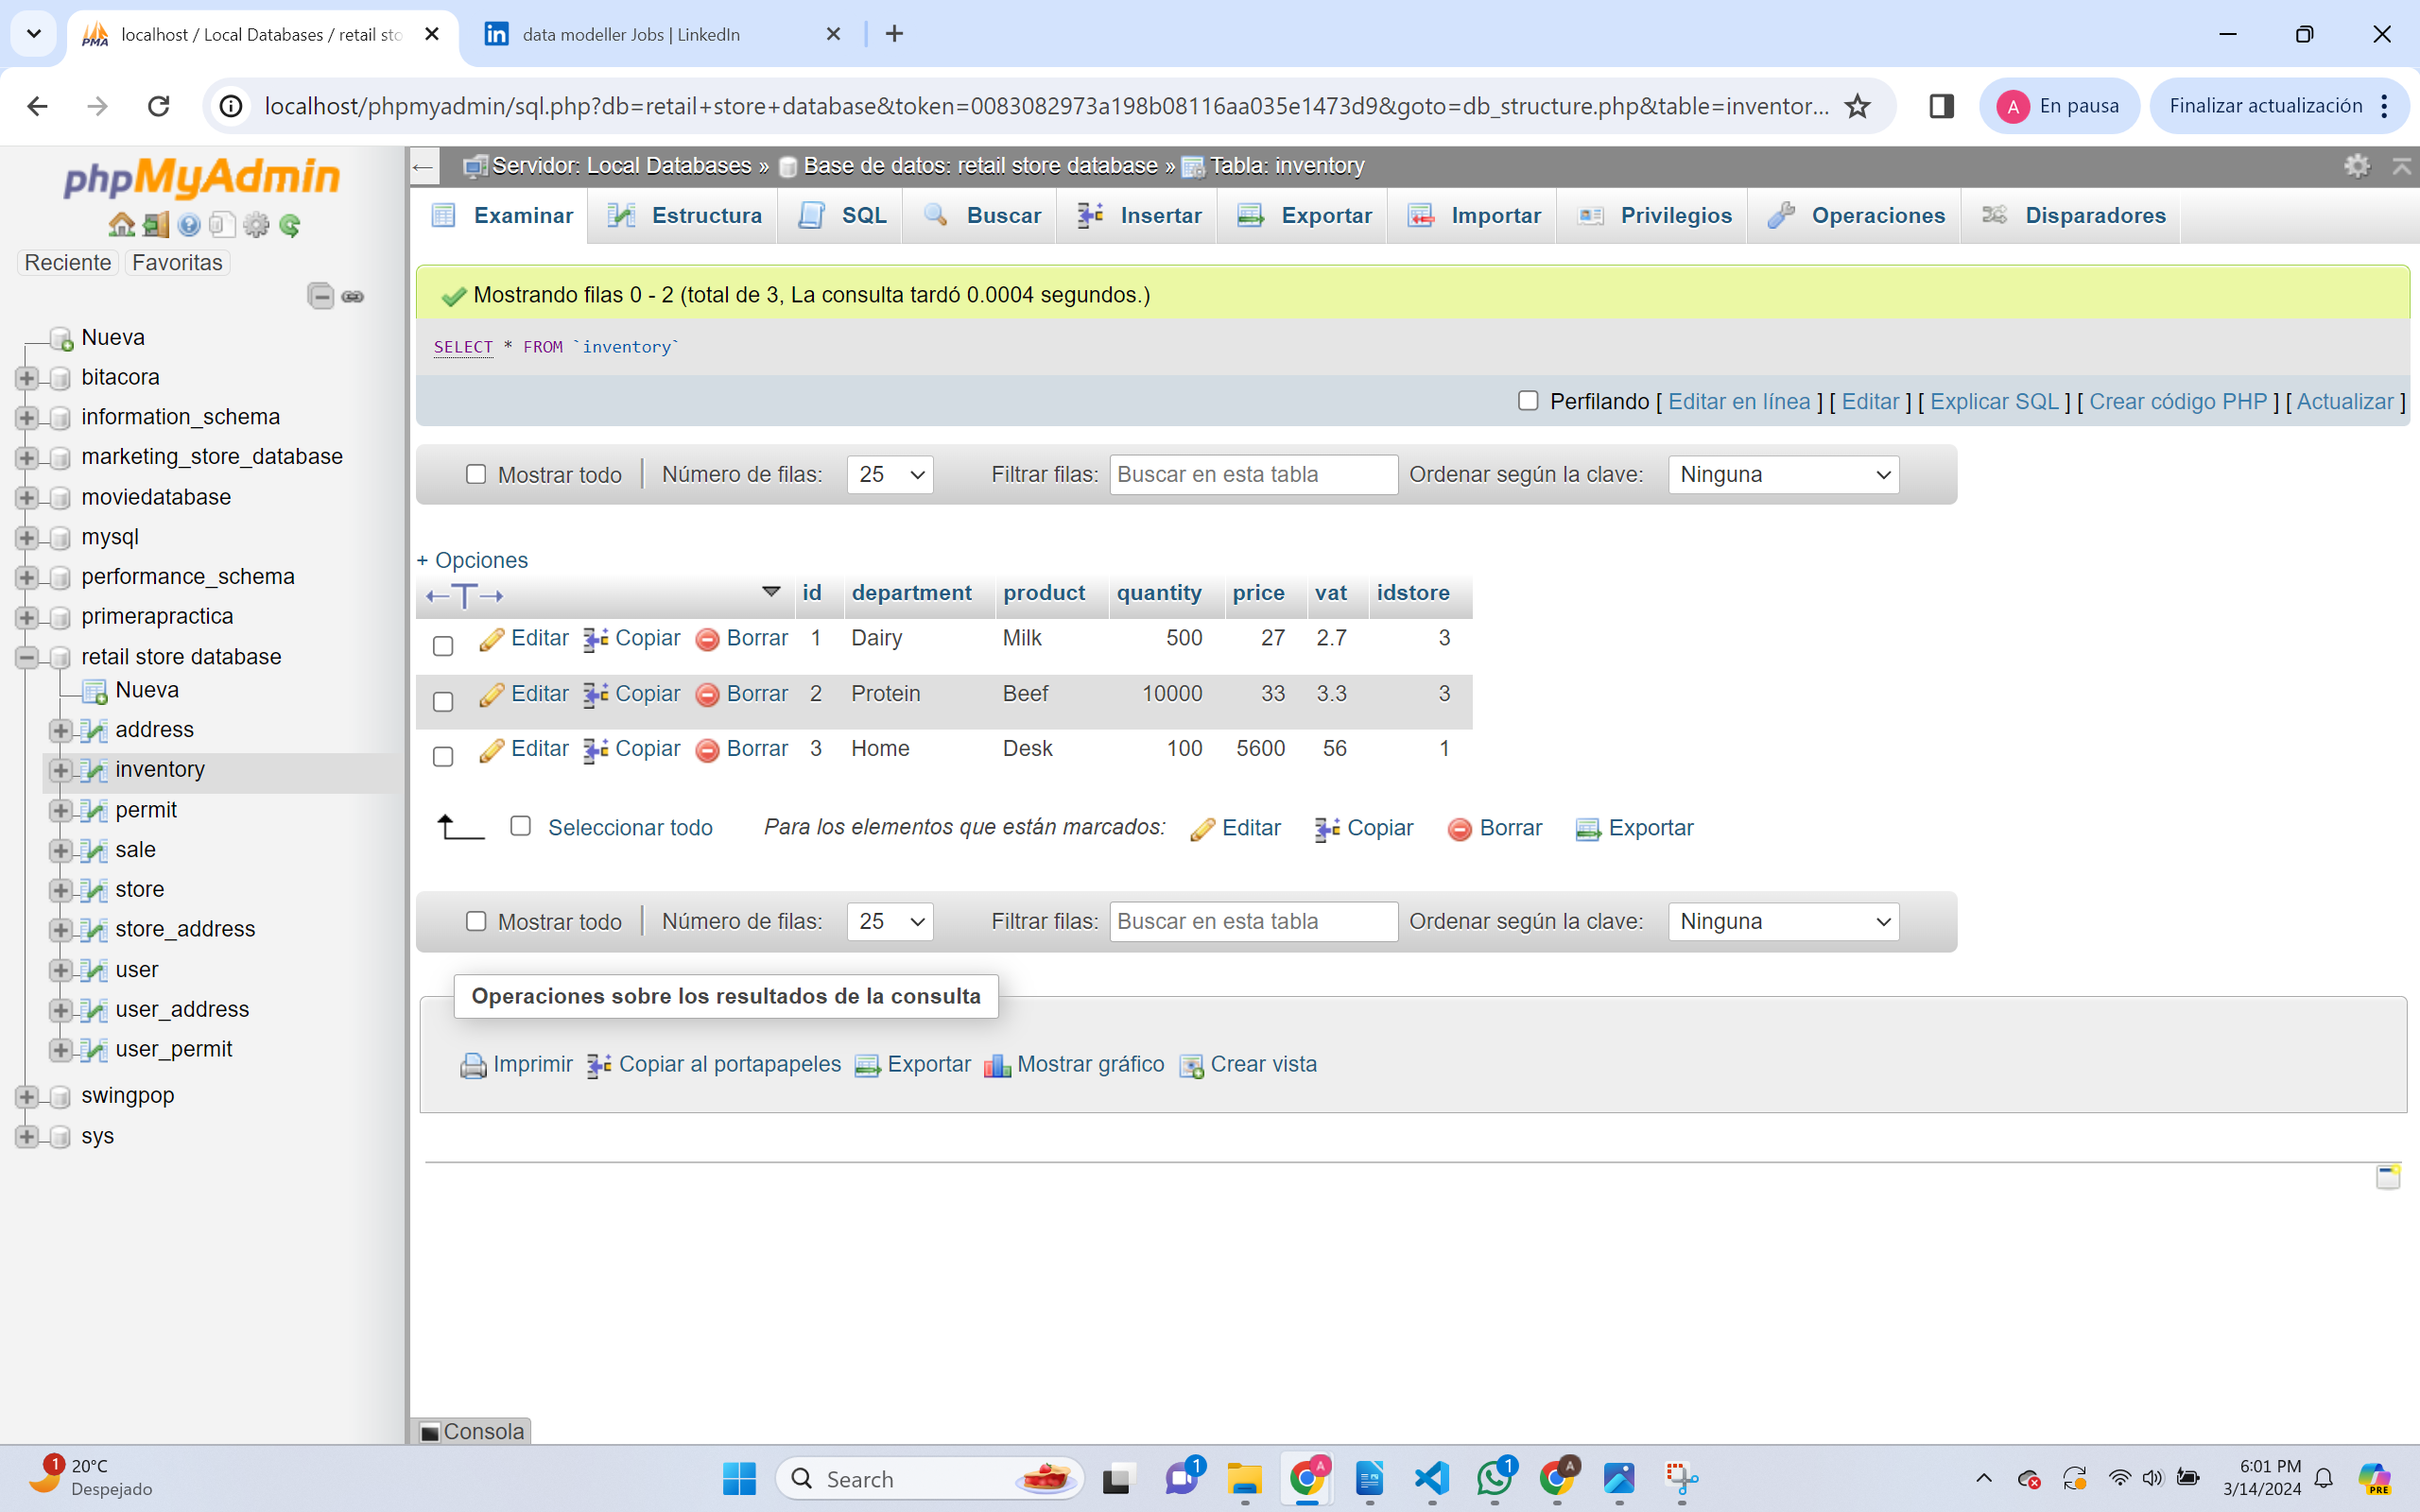 localhost / Local Databases / retail sto
data modeller Jobs | LinkedIn
localhost/phpmyadmin/sql.php?db=retail+store+database&token=0083082973a198b08116aa035e1473d9&goto=db_structure.php&table=inventor...
A En pausa
Finalizar actualización
phpMyAdmin
Reciente Favoritas
Nueva
bitacora
information_schema
marketing_store_database
moviedatabase
mysql
performance_schema
primerapractica
retail store database
Nueva
address
inventory
permit
sale
store
store_address
user
user_address
user_permit
swingpop
sys
Servidor: Local Databases » Base de datos: retail store database » Tabla: inventory
Examinar Estructura SQL Buscar Insertar Exportar Importar Privilegios Operaciones Disparadores
Mostrando filas 0 - 2 (total de 3, La consulta tardó 0.0004 segundos.)
SELECT * FROM `inventory`
Perfilando [ Editar en línea ] [ Editar ] [ Explicar SQL ] [ Crear código PHP ] [ Actualizar ]
Mostrar todo Número de filas: 25 Filtrar filas: Buscar en esta tabla Ordenar según la clave: Ninguna
+ Opciones
←T→ id department product quantity price vat idstore
Editar Copiar Borrar 1 Dairy Milk 500 27 2.7 3
Editar Copiar Borrar 2 Protein Beef 10000 33 3.3 3
Editar Copiar Borrar 3 Home Desk 100 5600 56 1
Seleccionar todo Para los elementos que están marcados: Editar Copiar Borrar Exportar
Mostrar todo Número de filas: 25 Filtrar filas: Buscar en esta tabla Ordenar según la clave: Ninguna
Operaciones sobre los resultados de la consulta
Imprimir Copiar al portapapeles Exportar Mostrar gráfico Crear vista
Consola
1 20°C
Despejado
Search
1
A
1
A
6:01 PM
3/14/2024
PRE